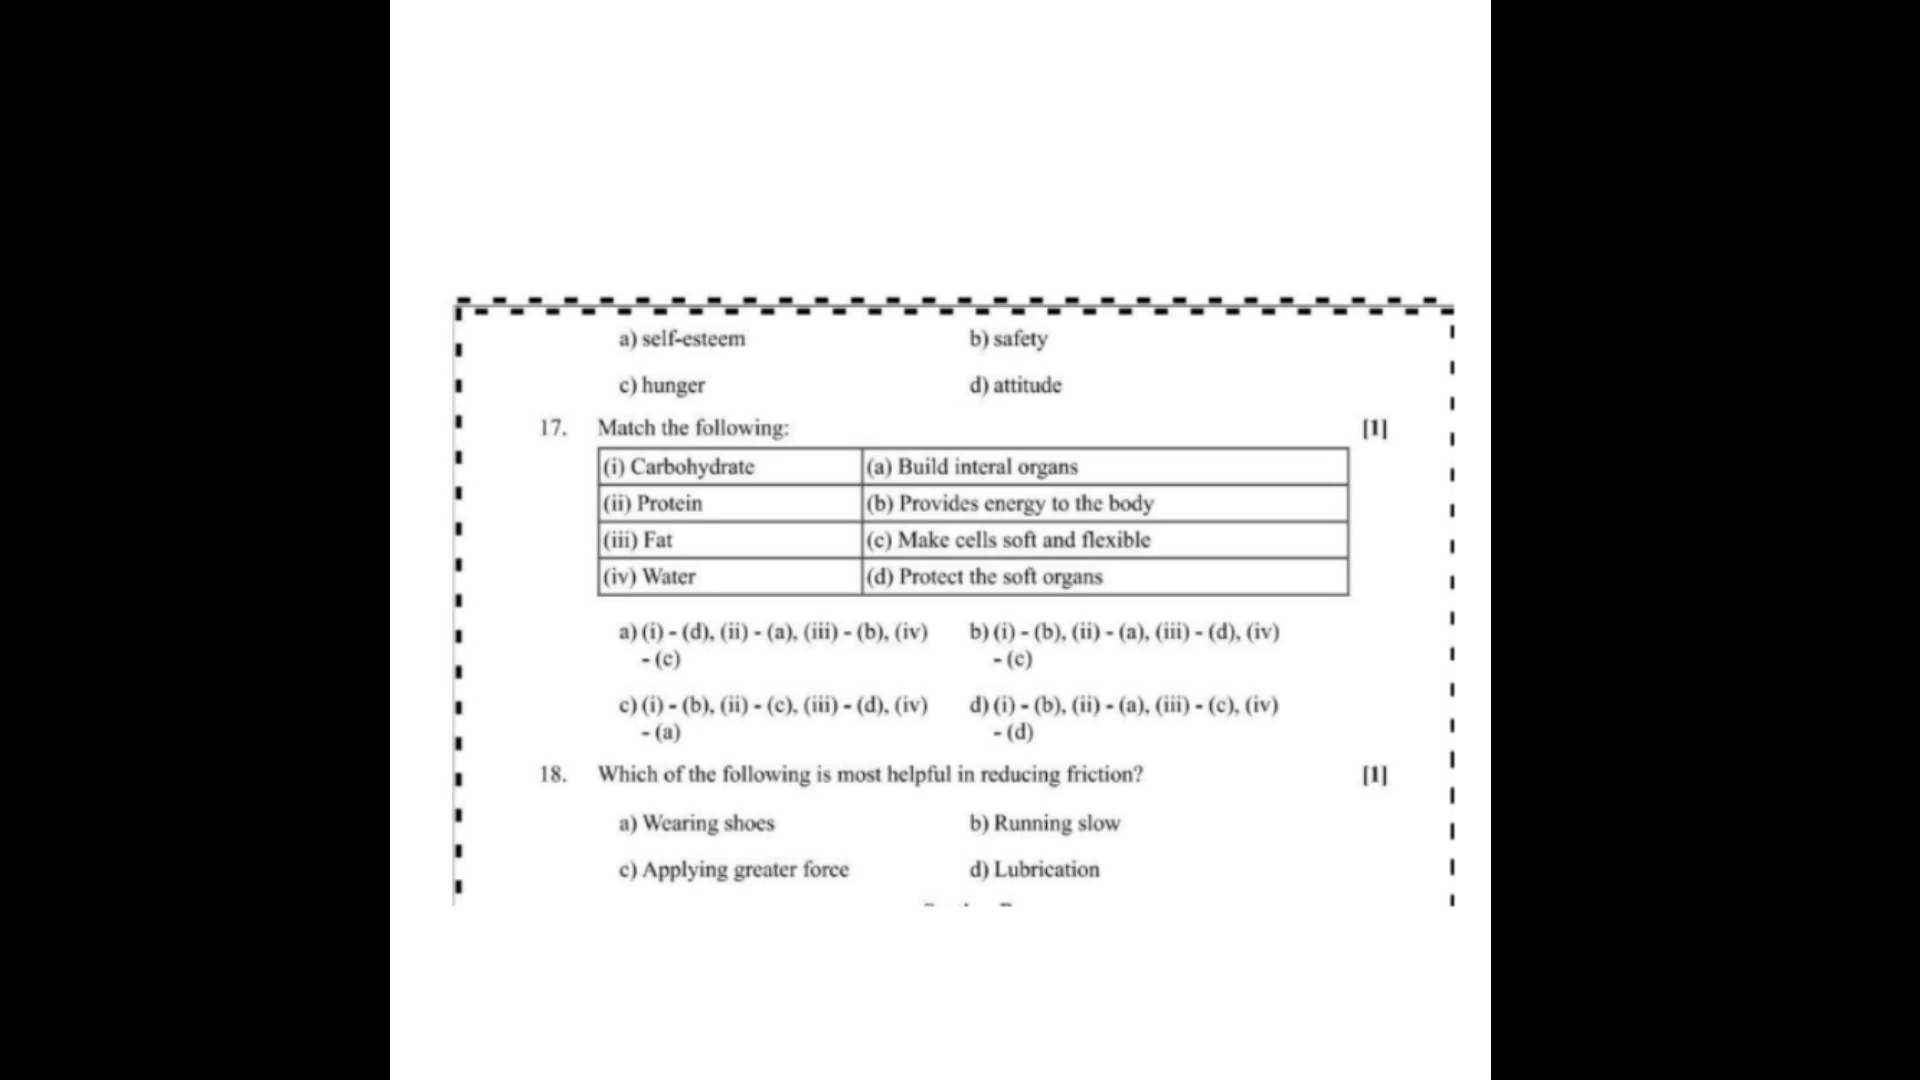 a) self-esteem b) safety
c) hunger d) attitude
17. Match the following: [1]
(i) Carbohydrate (a) Build interal organs
(ii) Protein (b) Provides energy to the body
(iii) Fat (c) Make cells soft and flexible
(iv) Water (d) Protect the soft organs
a) (i) - (d), (ii) - (a), (iii) - (b), (iv) b) (i) - (b), (ii) - (a), (iii) - (d), (iv)
- (c) - (c)
c) (i) - (b), (ii) - (c), (iii) - (d), (iv) d) (i) - (b), (ii) - (a), (iii) - (c), (iv)
- (a) - (d)
18. Which of the following is most helpful in reducing friction? [1]
a) Wearing shoes b) Running slow
c) Applying greater force d) Lubrication